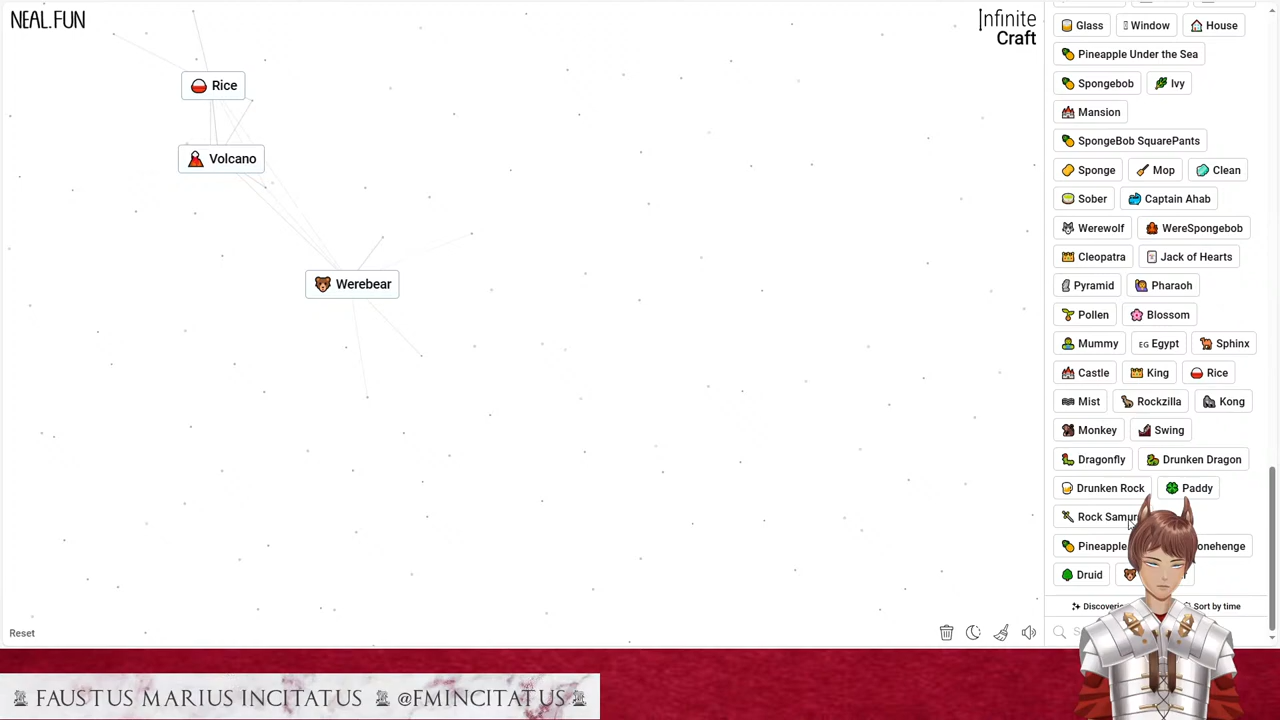 NEAL.FUN
Infinite
Craft
Rice
Volcano
Werebear
Reset
Glass Window House
Pineapple Under the Sea
Spongebob Ivy
Mansion
SpongeBob SquarePants
Sponge Mop Clean
Sober Captain Ahab
Werewolf WereSpongebob
Cleopatra Jack of Hearts
Pyramid Pharaoh
Pollen Blossom
Mummy EG Egypt Sphinx
Castle King Rice
Mist Rockzilla Kong
Monkey Swing
Dragonfly Drunken Dragon
Drunken Rock Paddy
Rock
Pineapple
Druid
Sort by time
FAUSTUS MARIUS INCITATUS @FMINCITATUS